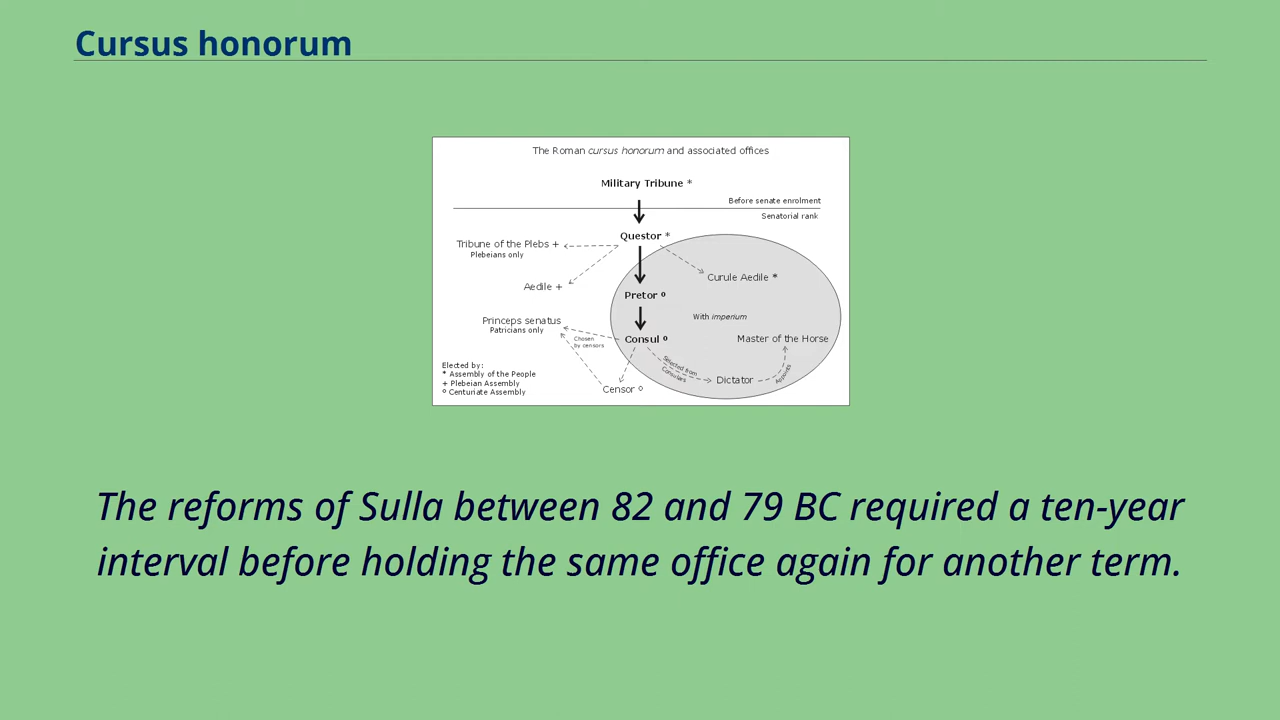 Cursus honorum
The Roman cursus honorum and associated offices
Military Tribune *
Before senate enrolment
Senatorial rank
Questor *
Tribune of the Plebs +
Plebeians only
Curule Aedile *
Aedile +
Pretor º
Princeps senatus
Patricians only
With imperium
Chosen
by censors
Consul º
Master of the Horse
Selected from
Consulars
Appoints
Dictator
Censor º
Elected by:
* Assembly of the People
+ Plebeian Assembly
º Centuriate Assembly
The reforms of Sulla between 82 and 79 BC required a ten-year
interval before holding the same office again for another term.